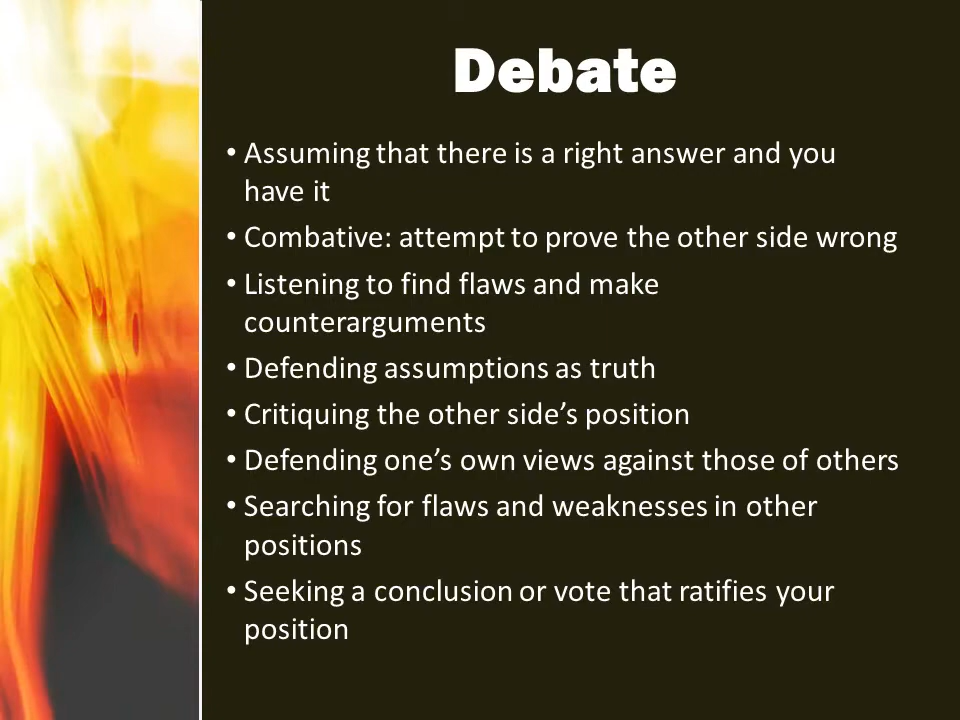 Debate
• Assuming that there is a right answer and you
have it
• Combative: attempt to prove the other side wrong
• Listening to find flaws and make
counterarguments
• Defending assumptions as truth
• Critiquing the other side’s position
• Defending one’s own views against those of others
• Searching for flaws and weaknesses in other
positions
• Seeking a conclusion or vote that ratifies your
position